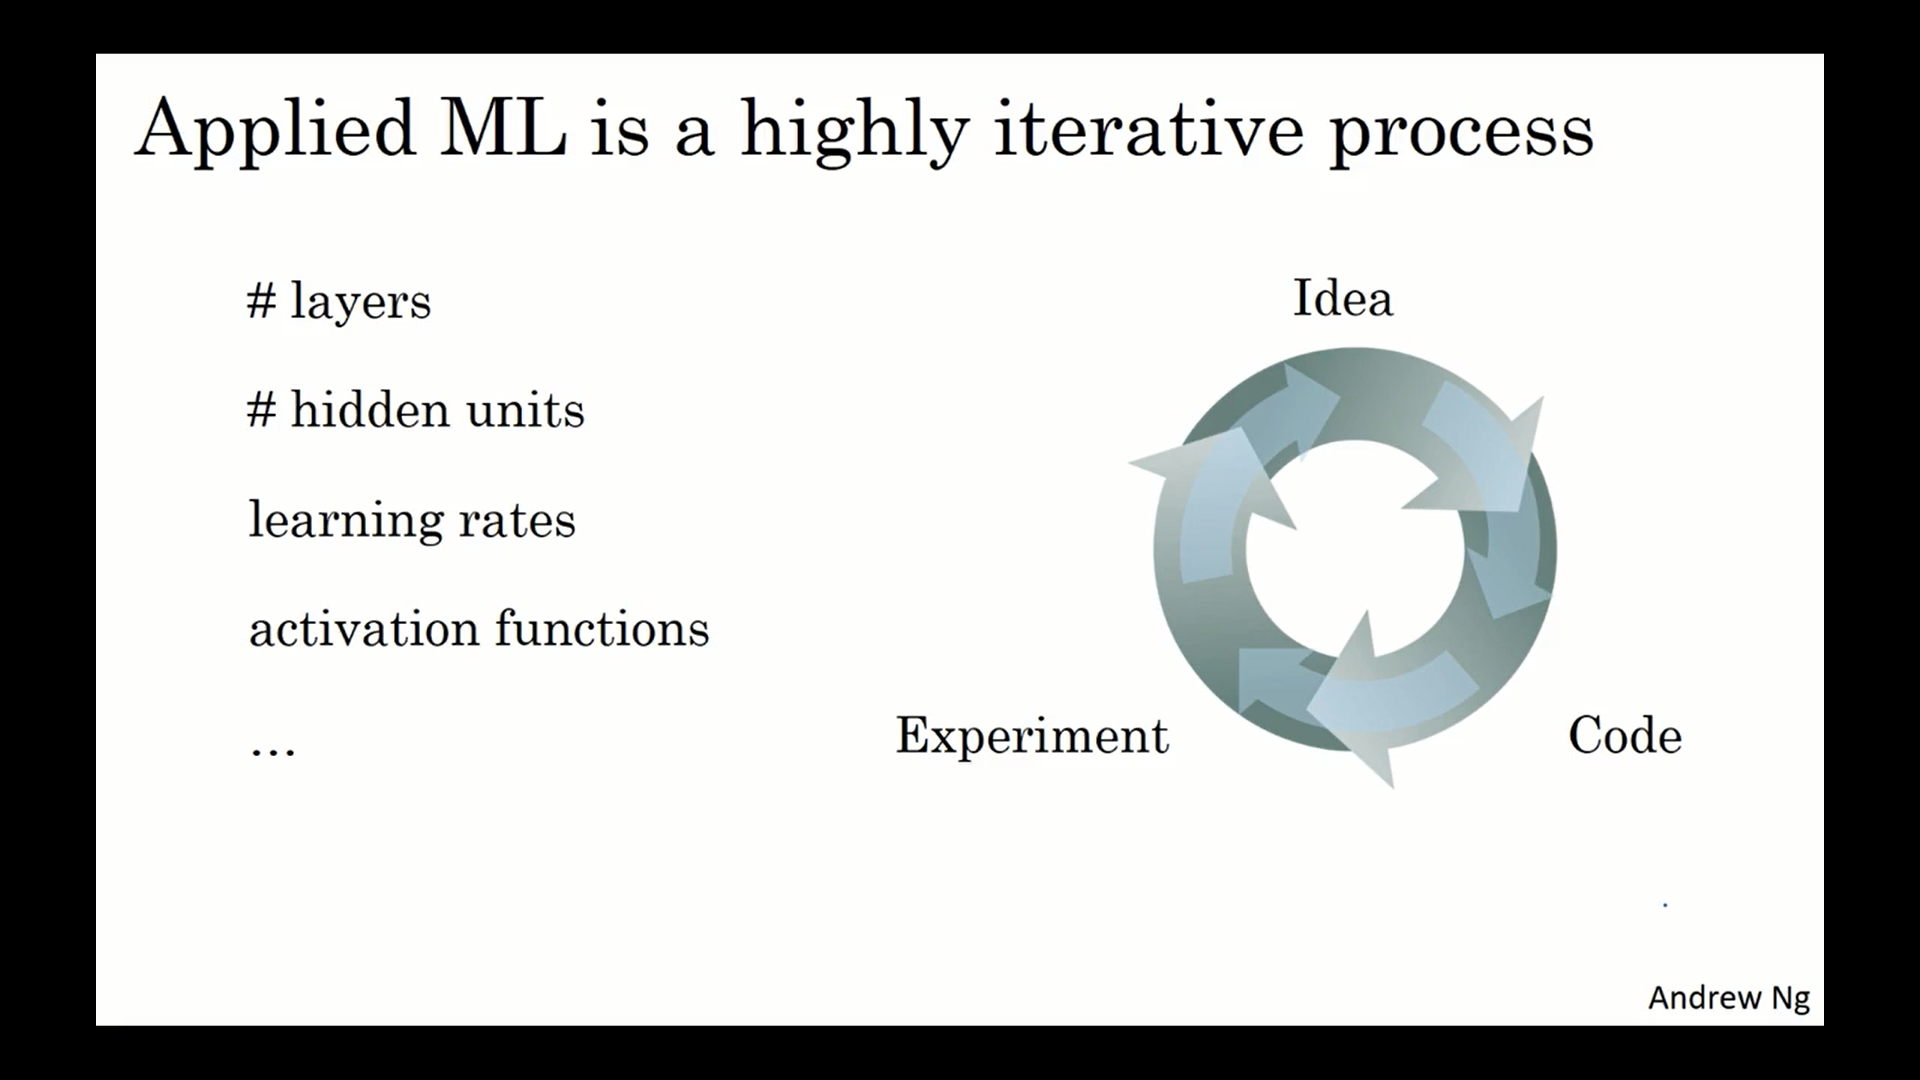 Applied ML is a highly iterative process
# layers
# hidden units
learning rates
activation functions
...
Idea
Experiment
Code
Andrew Ng